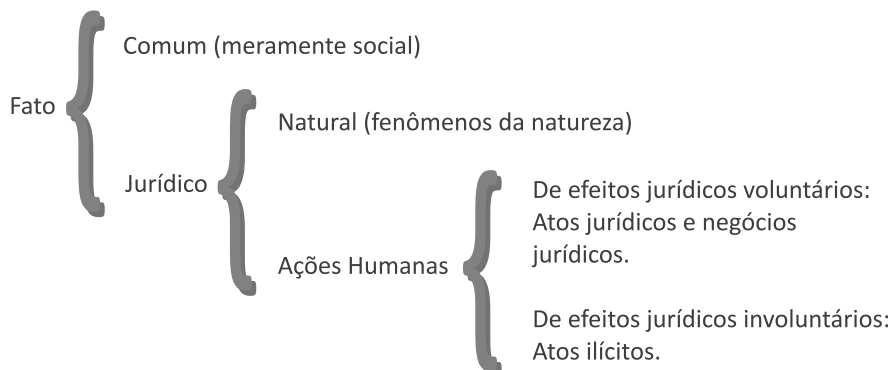 Comum (meramente social)
Fato
Natural (fenômenos da natureza)
Jurídico
De efeitos jurídicos voluntários:
Atos jurídicos e negócios
jurídicos.
Ações Humanas
De efeitos jurídicos involuntários:
Atos ilícitos.